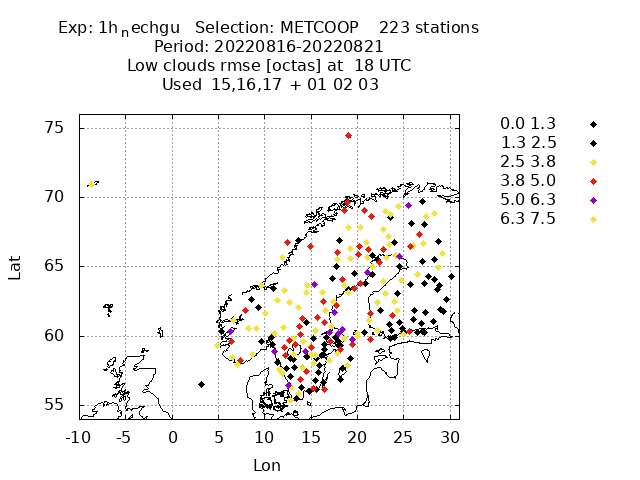 Exp: 1h_nechgu Selection: METCOOP 223 stations
Period: 20220816-20220821
Low clouds rmse [octas] at 18 UTC
Used 15,16,17 + 01 02 03
0.0 1.3
1.3 2.5
2.5 3.8
3.8 5.0
5.0 6.3
6.3 7.5
75
70
65
60
55
Lat
-10 -5 0 5 10 15 20 25 30
Lon